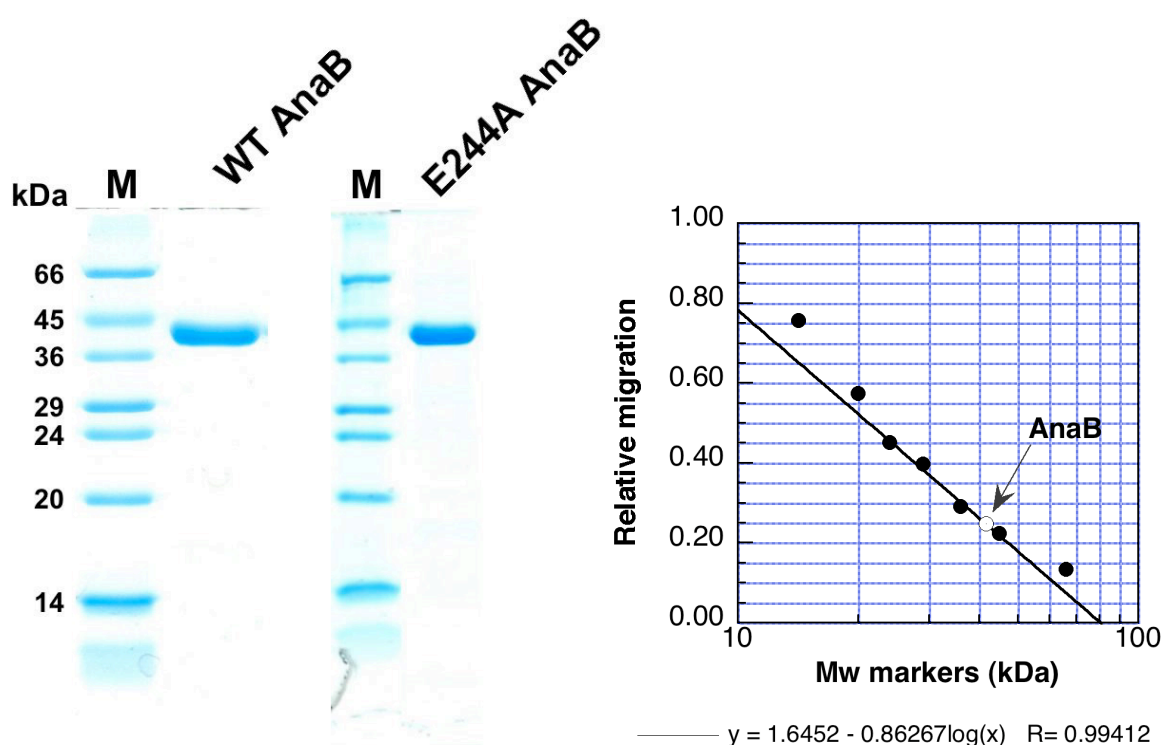 WT AnaB
E244A AnaB
kDa
M
M
66
45
36
29
24
20
14
1.00
0.80
0.60
0.40
0.20
0.00
10
100
Relative migration
AnaB
Mw markers (kDa)
y = 1.6452 - 0.86267log(x) R= 0.99412